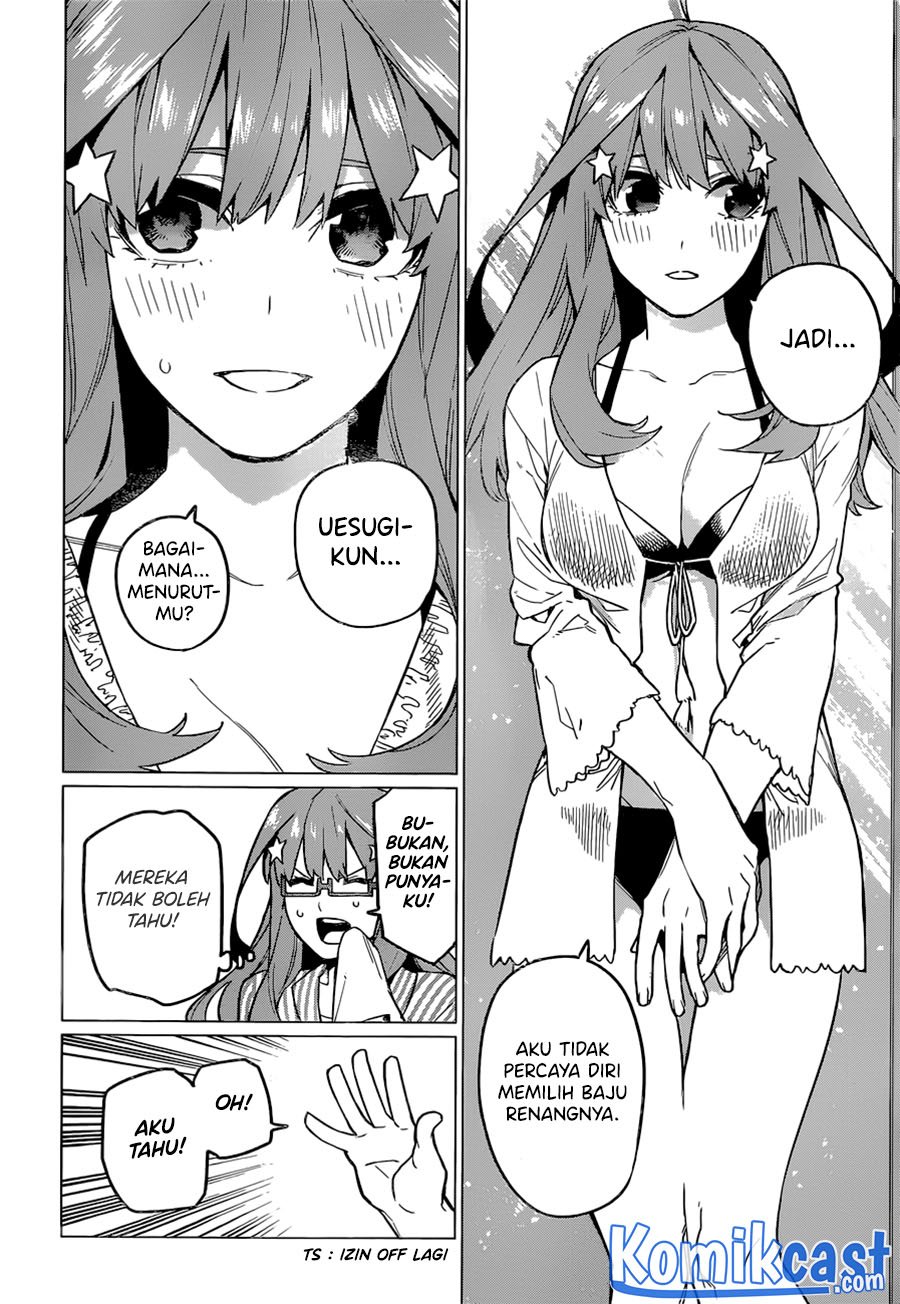 JADI...
AKU TIDAK
PERCAYA DIRI
MEMILIH BAJU
RENANGNYA.
UESUGI-
KUN...
BAGAI-
MANA...
MENURUT-
MU?
BU-
BUKAN,
BUKAN
PUNYA-
KU!
MEREKA
TIDAK BOLEH
TAHU!
OH!
AKU
TAHU!
TS : IZIN OFF LAGI
Komikcast
.com